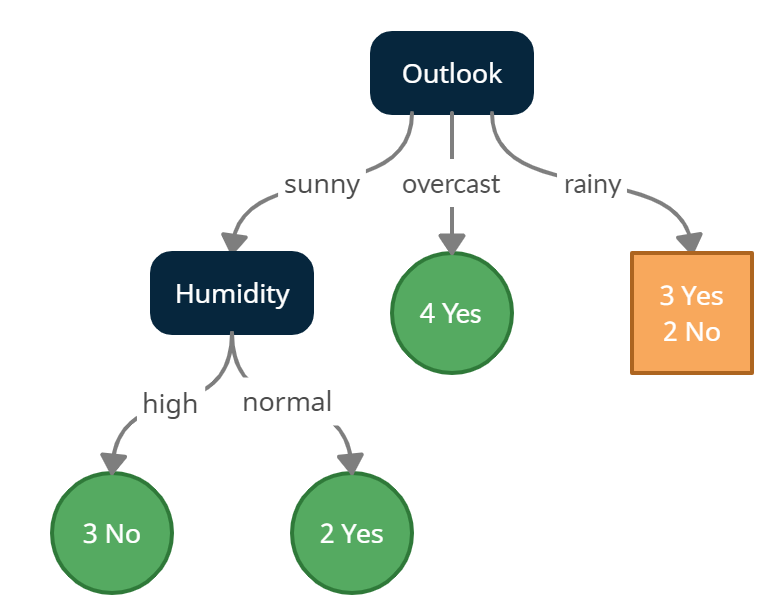 Outlook
sunny
overcast
rainy
Humidity
4 Yes
3 Yes
2 No
high
normal
3 No
2 Yes